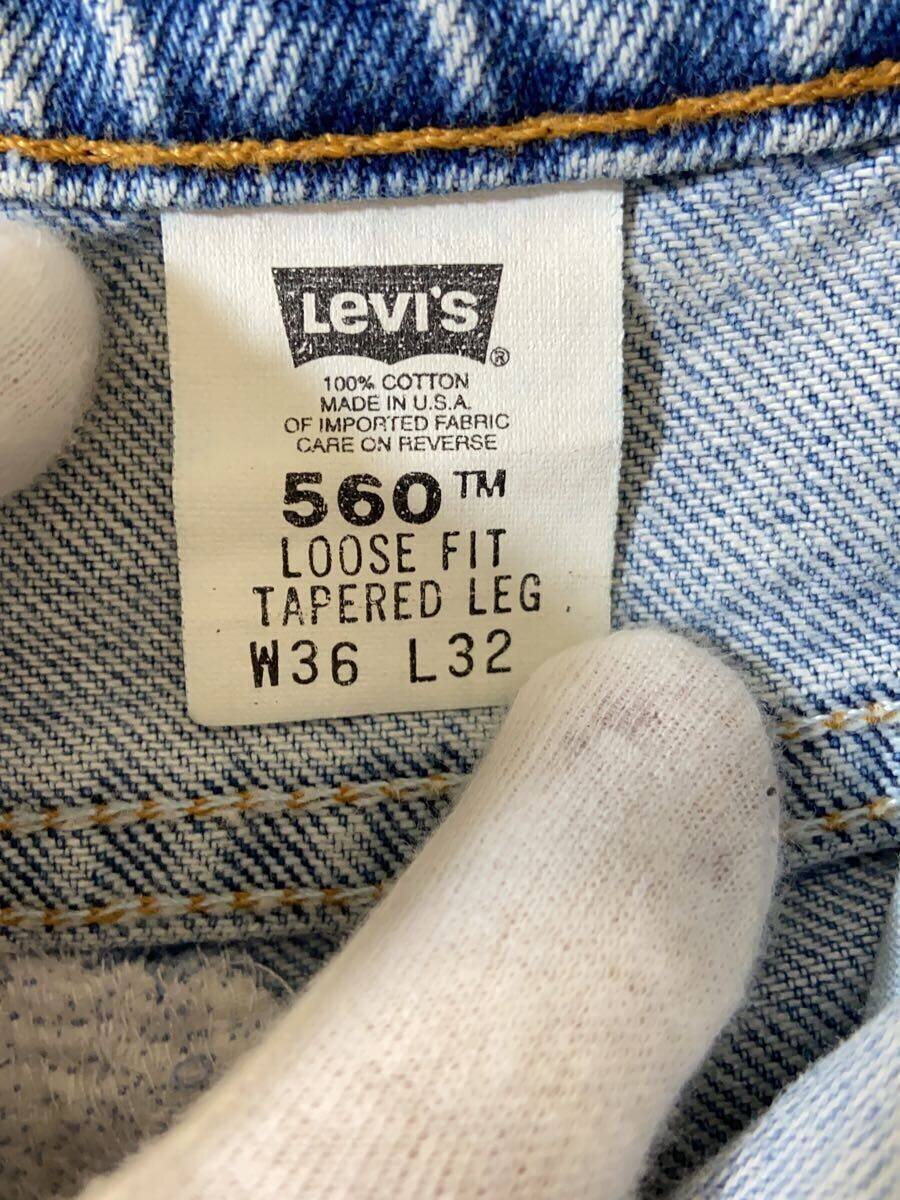 LEVI'S
®
100% COTTON
MADE IN U.S.A.
OF IMPORTED FABRIC
CARE ON REVERSE
560™
LOOSE FIT
TAPERED LEG
W36 L32